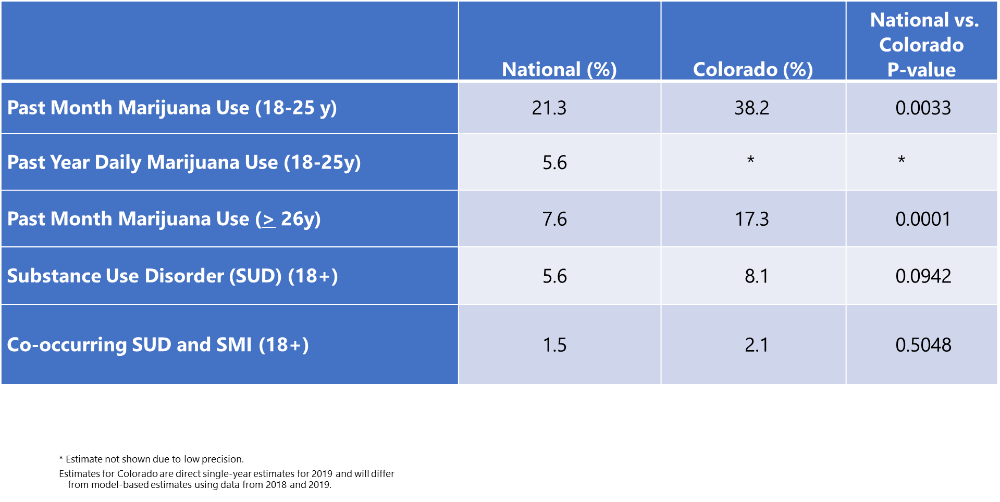 National (%) Colorado (%) National vs.
Colorado
P-value
Past Month Marijuana Use (18-25 y) 21.3 38.2 0.0033
Past Year Daily Marijuana Use (18-25y) 5.6 * *
Past Month Marijuana Use (> 26y) 7.6 17.3 0.0001
Substance Use Disorder (SUD) (18+) 5.6 8.1 0.0942
Co-occurring SUD and SMI (18+) 1.5 2.1 0.5048
* Estimate not shown due to low precision.
Estimates for Colorado are direct single-year estimates for 2019 and will differ
from model-based estimates using data from 2018 and 2019.